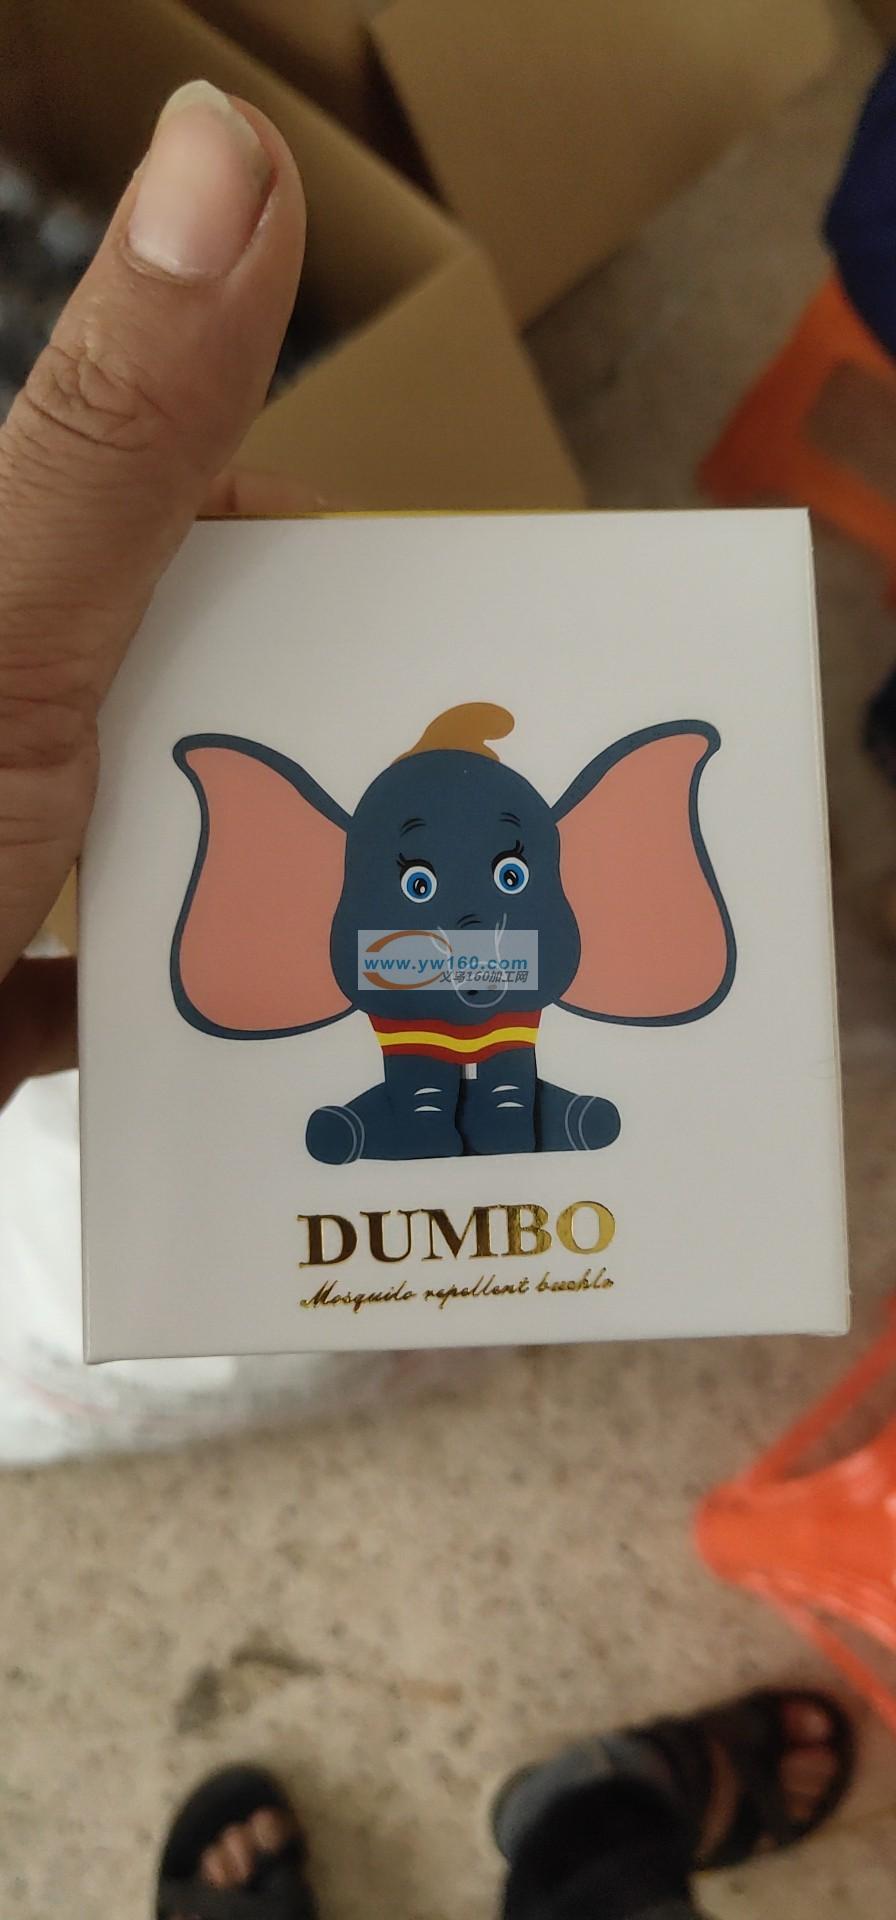 www.yw160.com
义乌160加工网
DUMBO
Mosquito repellent buckle